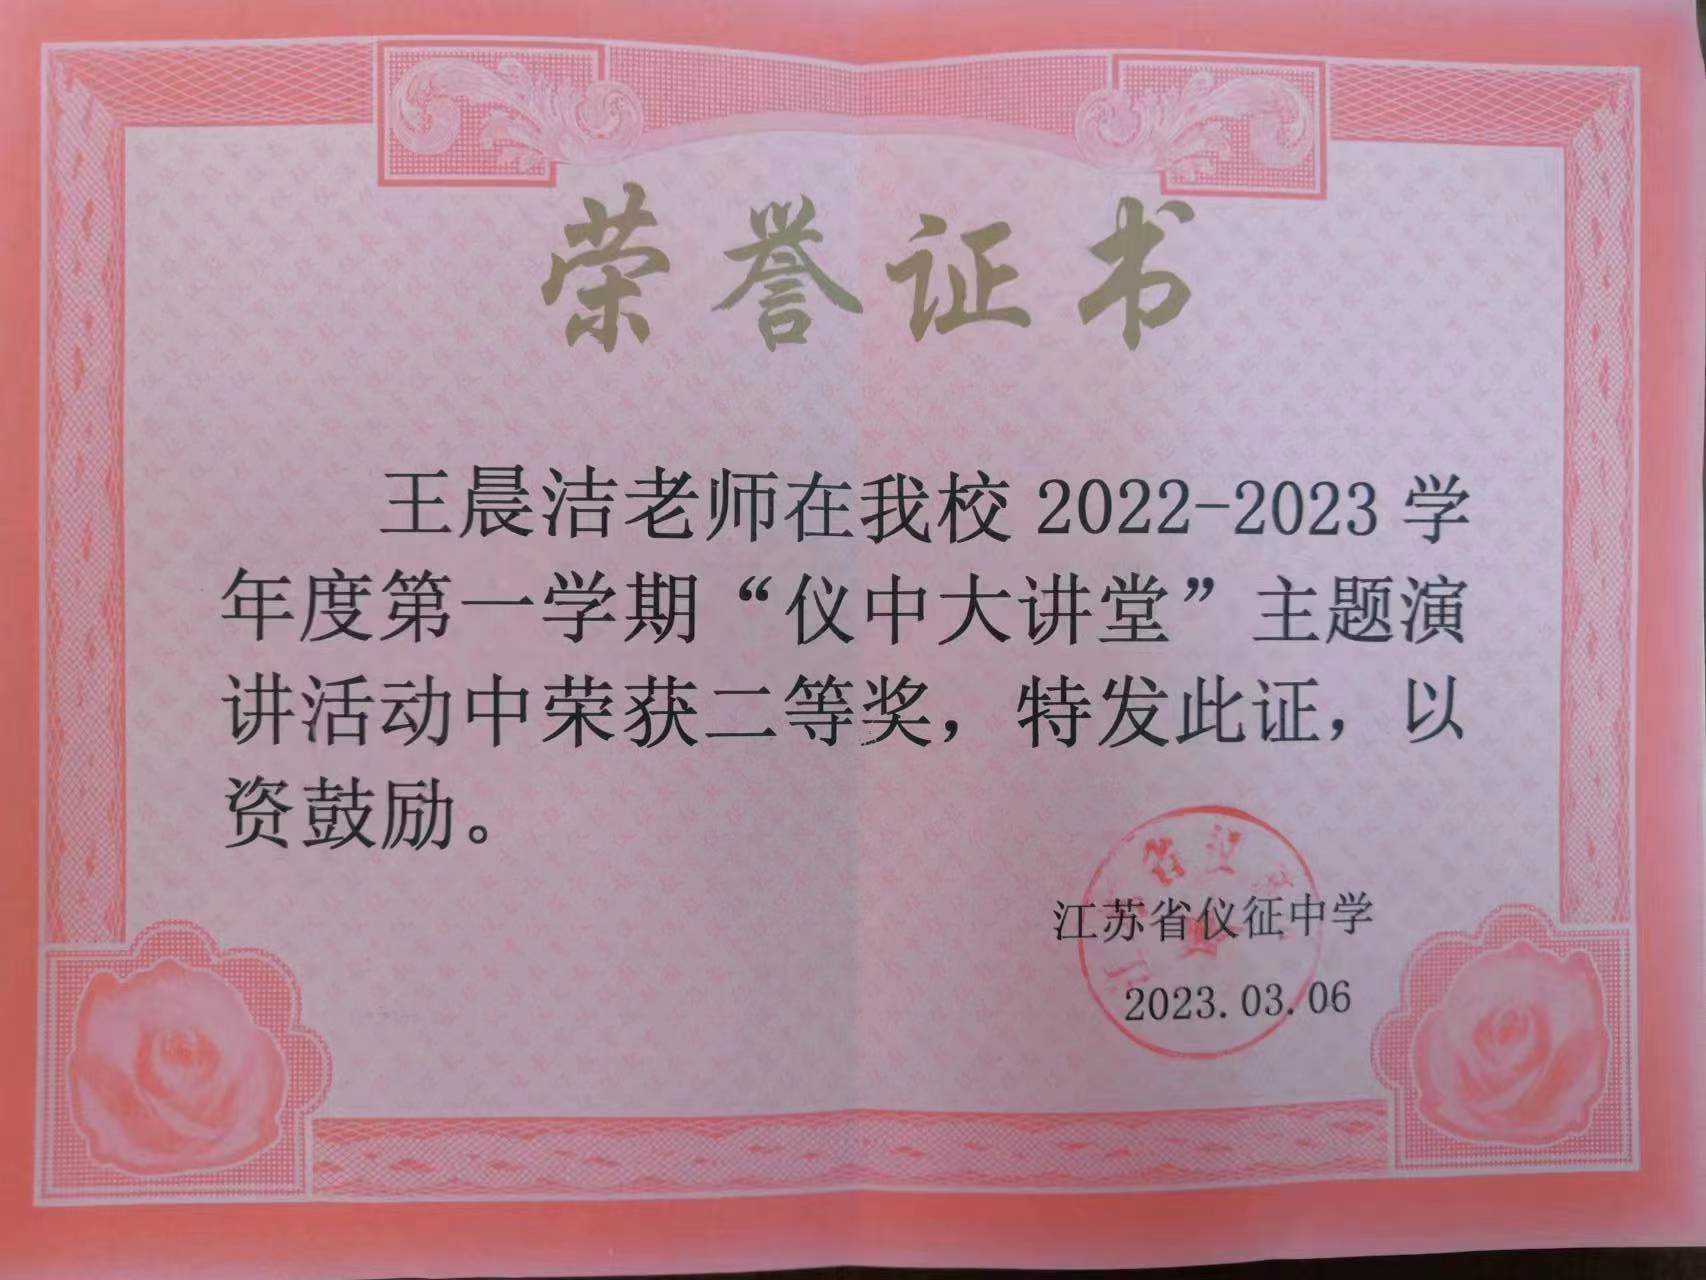 荣誉证书
王晨洁老师在我校 2022-2023 学
年度第一学期“仪中大讲堂”主题演
讲活动中荣获二等奖，特发此证，以
资鼓励。
江苏省仪征中学
2023.03.06